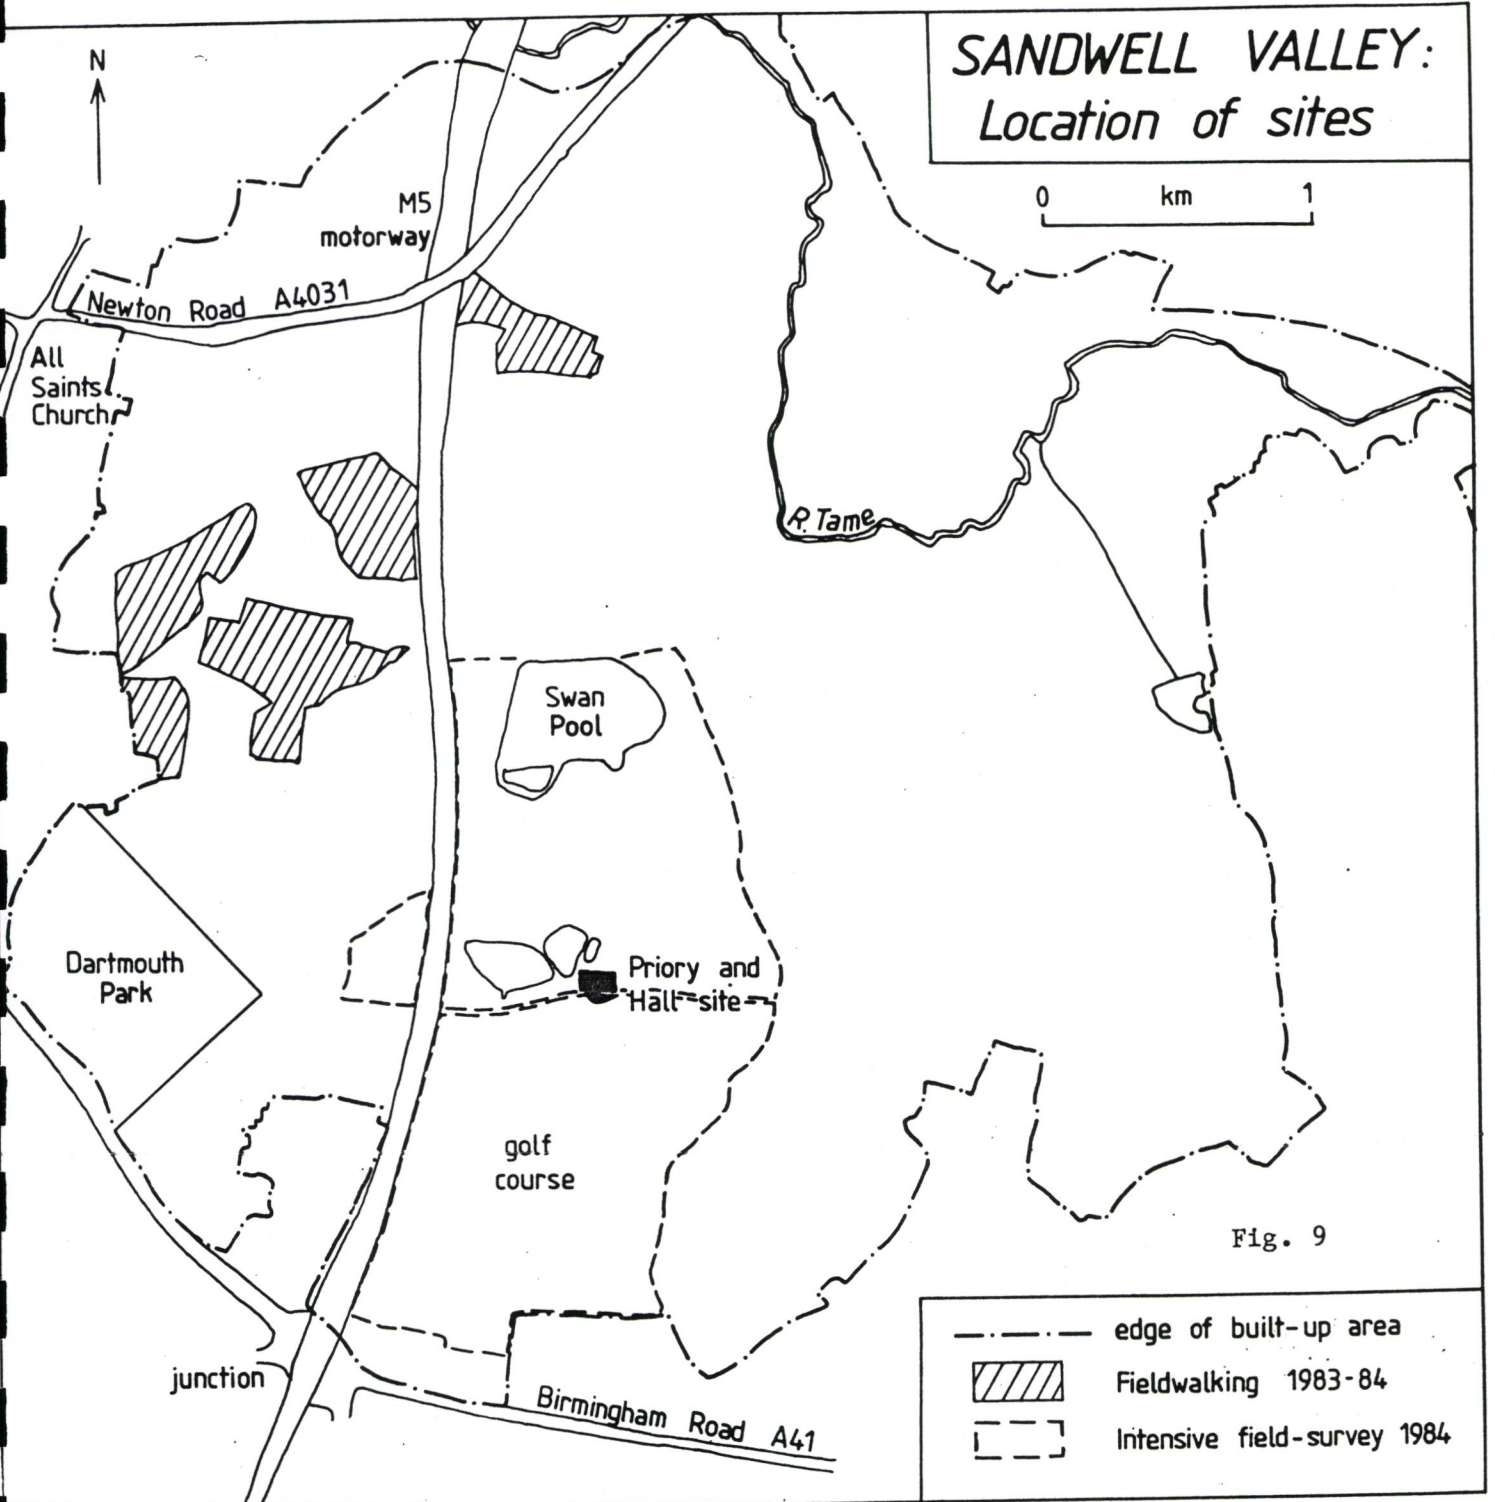 SANDWELL VALLEY:
Location of sites
N
0 km 1
M5
motorway
Newton Road A4031
All
Saints
Church
R. Tame
Swan
Pool
Dartmouth
Park
Priory and
Hall site
golf
course
Fig. 9
junction
Birmingham Road A41
edge of built-up area
Fieldwalking 1983-84
Intensive field-survey 1984